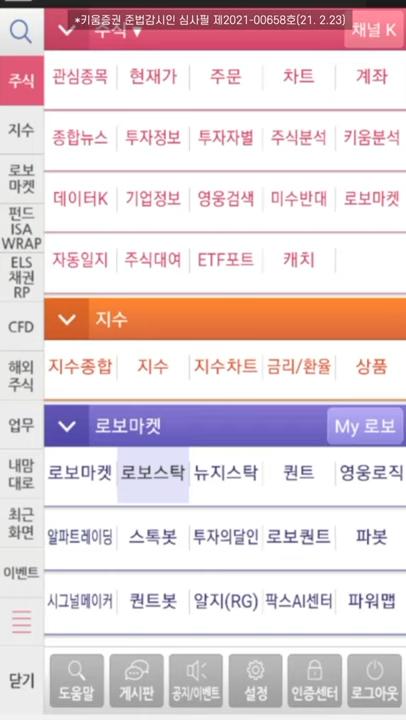 *키움증권 준법감시인 심사필 제2021-00658호(21. 2.23)
주식 ▼ 채널 K
주식
관심종목 현재가 주문 차트 계좌
지수
종합뉴스 투자정보 투자자별 주식분석 키움분석
로보
마켓
데이터K 기업정보 영웅검색 미수반대 로보마켓
펀드
ISA
WRAP
자동일지 주식대여 ETF포트 캐치
ELS
채권
RP
지수
CFD
지수종합 지수 지수차트 금리/환율 상품
해외
주식
로보마켓 My 로보
업무
로보마켓 로보스탁 뉴지스탁 퀀트 영웅로직
내맘
대로
알파트레이딩 스톡봇 투자의달인 로보퀀트 파봇
최근
화면
이벤트
시그널메이커 퀀트봇 알지(RG) 팍스AI센터 파워맵
닫기
도움말 게시판 공지/이벤트 설정 인증센터 로그아웃